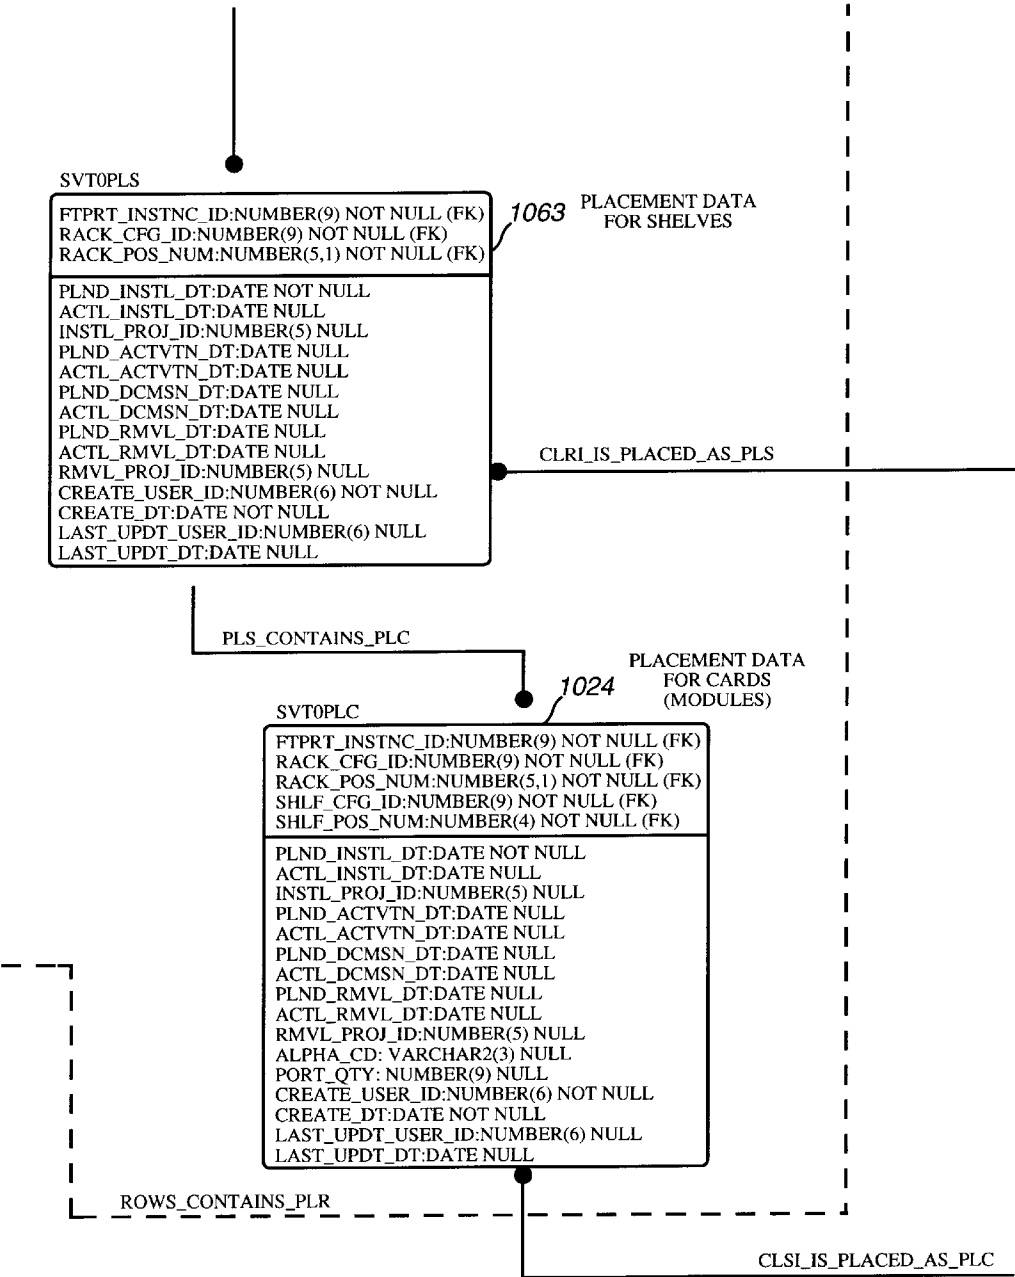 SVT0PLS
FTPRT_INSTNC_ID:NUMBER(9) NOT NULL (FK)
RACK_CFG_ID:NUMBER(9) NOT NULL (FK)
RACK_POS_NUM:NUMBER(5,1) NOT NULL (FK)
1063
PLACEMENT DATA
FOR SHELVES
PLND_INSTL_DT:DATE NOT NULL
ACTL_INSTL_DT:DATE NULL
INSTL_PROJ_ID:NUMBER(5) NULL
PLND_ACTVTN_DT:DATE NULL
ACTL_ACTVTN_DT:DATE NULL
PLND_DCMSN_DT:DATE NULL
ACTL_DCMSN_DT:DATE NULL
PLND_RMVL_DT:DATE NULL
ACTL_RMVL_DT:DATE NULL
RMVL_PROJ_ID:NUMBER(5) NULL
CREATE_USER_ID:NUMBER(6) NOT NULL
CREATE_DT:DATE NOT NULL
LAST_UPDT_USER_ID:NUMBER(6) NULL
LAST_UPDT_DT:DATE NULL
CLRI_IS_PLACED_AS_PLS
PLS_CONTAINS_PLC
PLACEMENT DATA
FOR CARDS
(MODULES)
1024
SVT0PLC
FTPRT_INSTNC_ID:NUMBER(9) NOT NULL (FK)
RACK_CFG_ID:NUMBER(9) NOT NULL (FK)
RACK_POS_NUM:NUMBER(5,1) NOT NULL (FK)
SHLF_CFG_ID:NUMBER(9) NOT NULL (FK)
SHLF_POS_NUM:NUMBER(4) NOT NULL (FK)
PLND_INSTL_DT:DATE NOT NULL
ACTL_INSTL_DT:DATE NULL
INSTL_PROJ_ID:NUMBER(5) NULL
PLND_ACTVTN_DT:DATE NULL
ACTL_ACTVTN_DT:DATE NULL
PLND_DCMSN_DT:DATE NULL
ACTL_DCMSN_DT:DATE NULL
PLND_RMVL_DT:DATE NULL
ACTL_RMVL_DT:DATE NULL
RMVL_PROJ_ID:NUMBER(5) NULL
ALPHA_CD: VARCHAR2(3) NULL
PORT_QTY: NUMBER(9) NULL
CREATE_USER_ID:NUMBER(6) NOT NULL
CREATE_DT:DATE NOT NULL
LAST_UPDT_USER_ID:NUMBER(6) NULL
LAST_UPDT_DT:DATE NULL
ROWS_CONTAINS_PLR
CLSI_IS_PLACED_AS_PLC